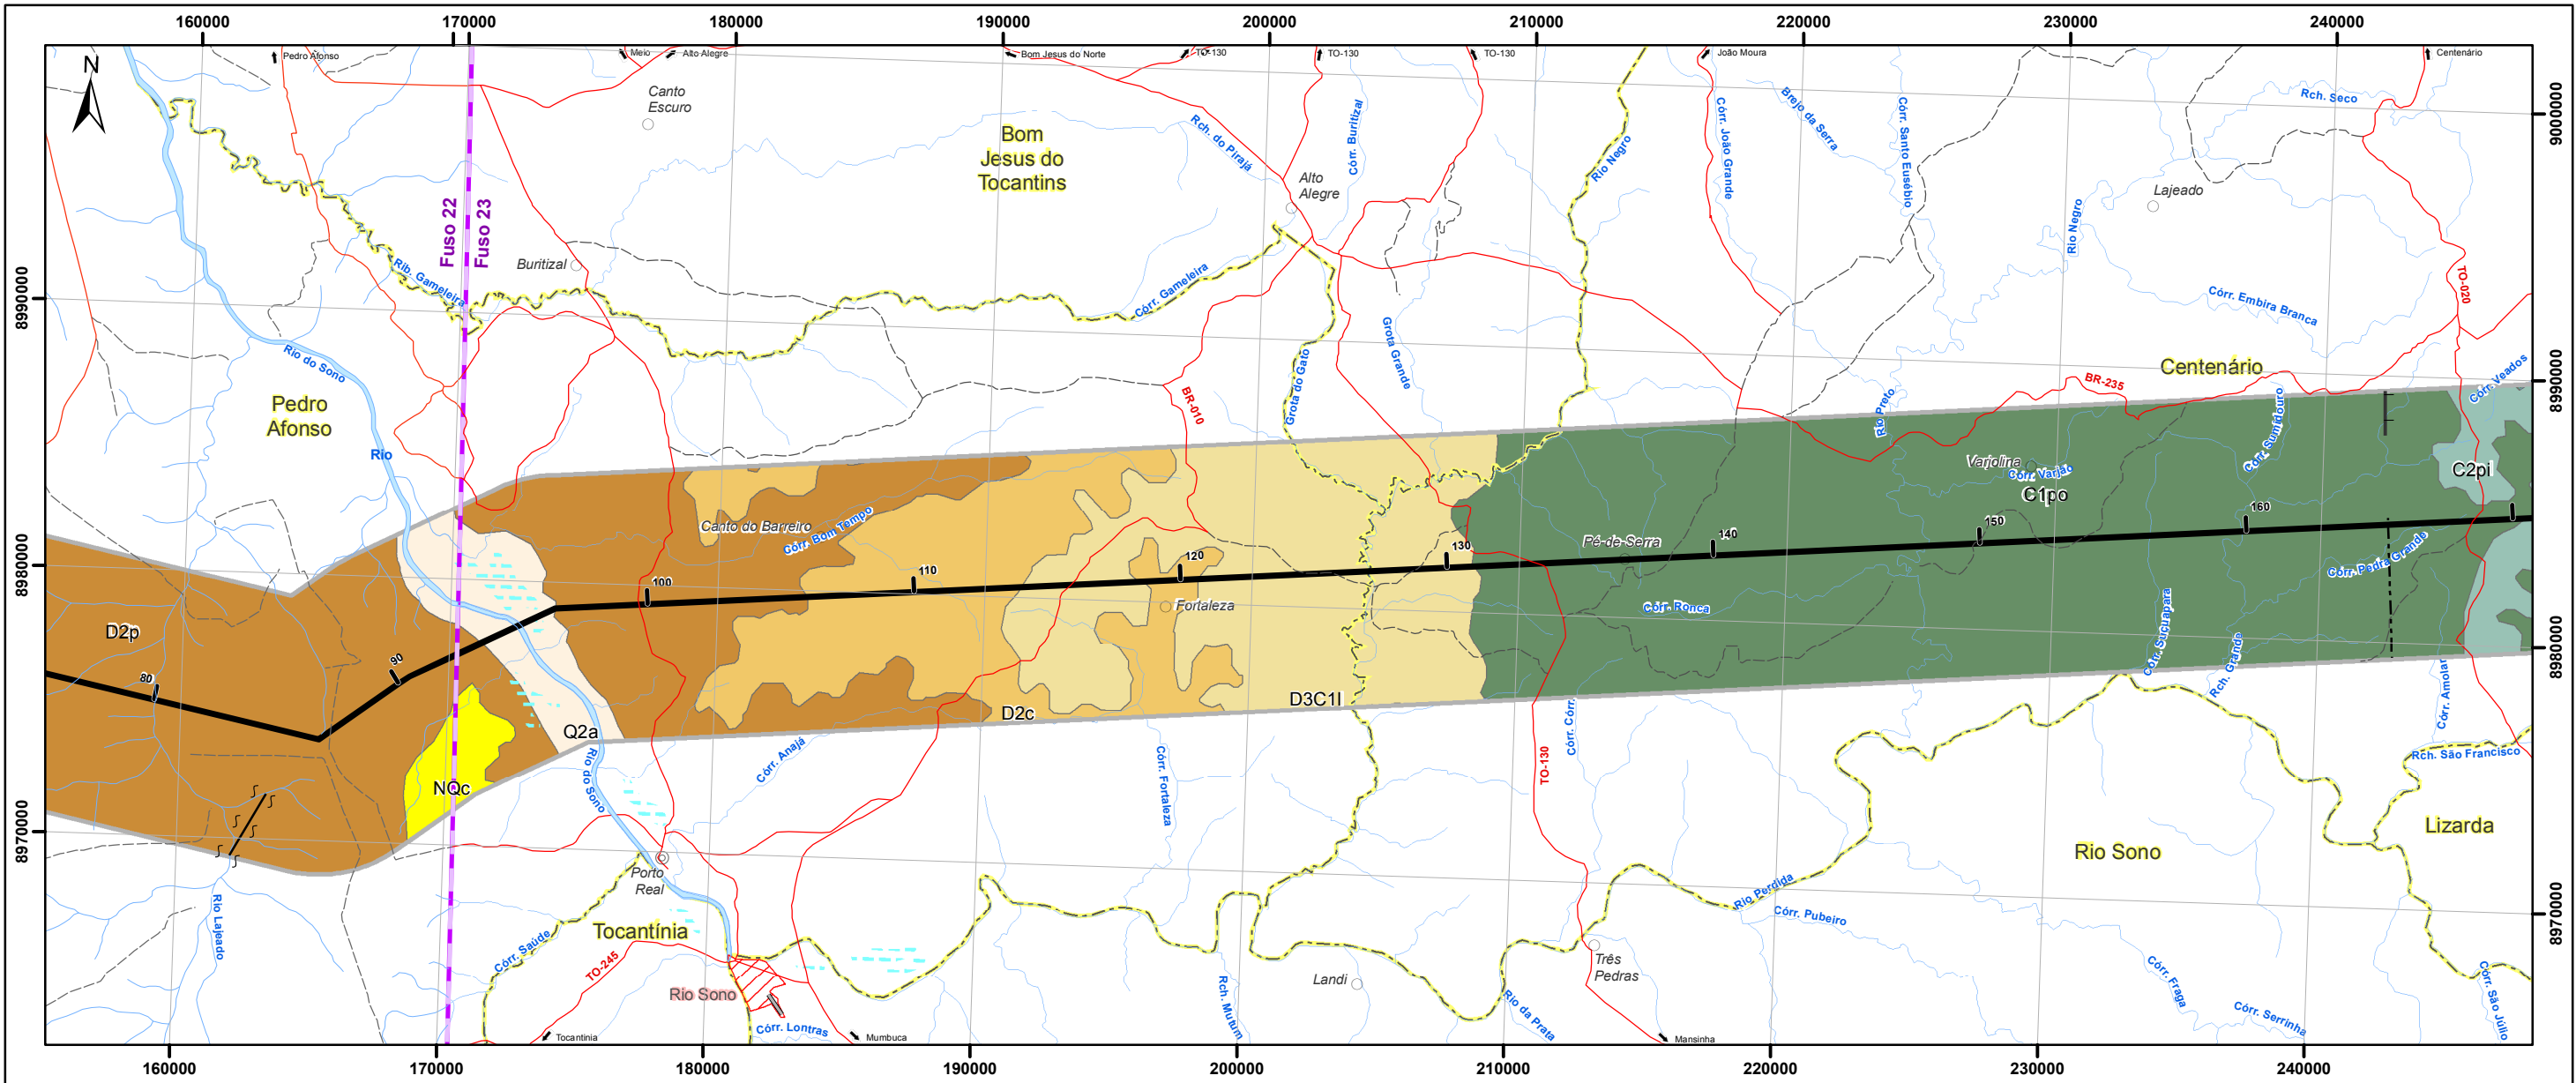 160000
170000
180000
190000
200000
210000
220000
230000
240000
Pedro Afonso
Meio
Alto Alegre
Bom Jesus do Norte
TO-130
TO-130
TO-130
João Moura
Centenário
N
Canto
Escuro
Bom
Jesus do
Tocantins
Rch. do Pirajá
Córr. Buritizal
Alto
Alegre
Rio Negro
Córr. João Grande
Brejo da Serra
Córr. Santo Eusébio
Rch. Seco
9000000
Lajeado
Rio Negro
Fuso 22
Fuso 23
Buritizal
Rib. Gameleira
Córr. Gameleira
8990000
Rio do Sono
Grota do Gato
Grota Grande
Córr. Embira Branca
TO-020
Centenário
BR-235
Córr. Veados
8990000
Pedro
Afonso
Rio
BR-010
Rio Preto
Córr. Sumidouro
Varjolina
Córr. Varjão
C1po
C2pi
Canto do Barreiro
Córr. Bom Tempo
8980000
80
90
100
110
120
130
140
150
160
Pé-de-Serra
Córr. Pedra Grande
D2p
Fortaleza
Córr. Ronca
Córr. Sucuapara
Rch. Grande
8980000
Córr. Amolar
NQc
Q2a
D2c
D3C1l
Rio do Sono
Córr. Anajá
Córr. Fortaleza
TO-130
Córr. Córr.
Rch. São Francisco
8970000
Lizarda
Rio Sono
Porto
Real
Rio Lajeado
Tocantínia
Córr. Saúde
TO-245
Rio Sono
Córr. Lontras
Rch. Mutum
Landi
Rio Perdida
Córr. Pubeiro
Três
Pedras
Rio da Prata
Córr. Fraga
Córr. Serrinha
Córr. São Júlio
8970000
Tocantinia
Mumbuca
Mansinha
160000
170000
180000
190000
200000
210000
220000
230000
240000